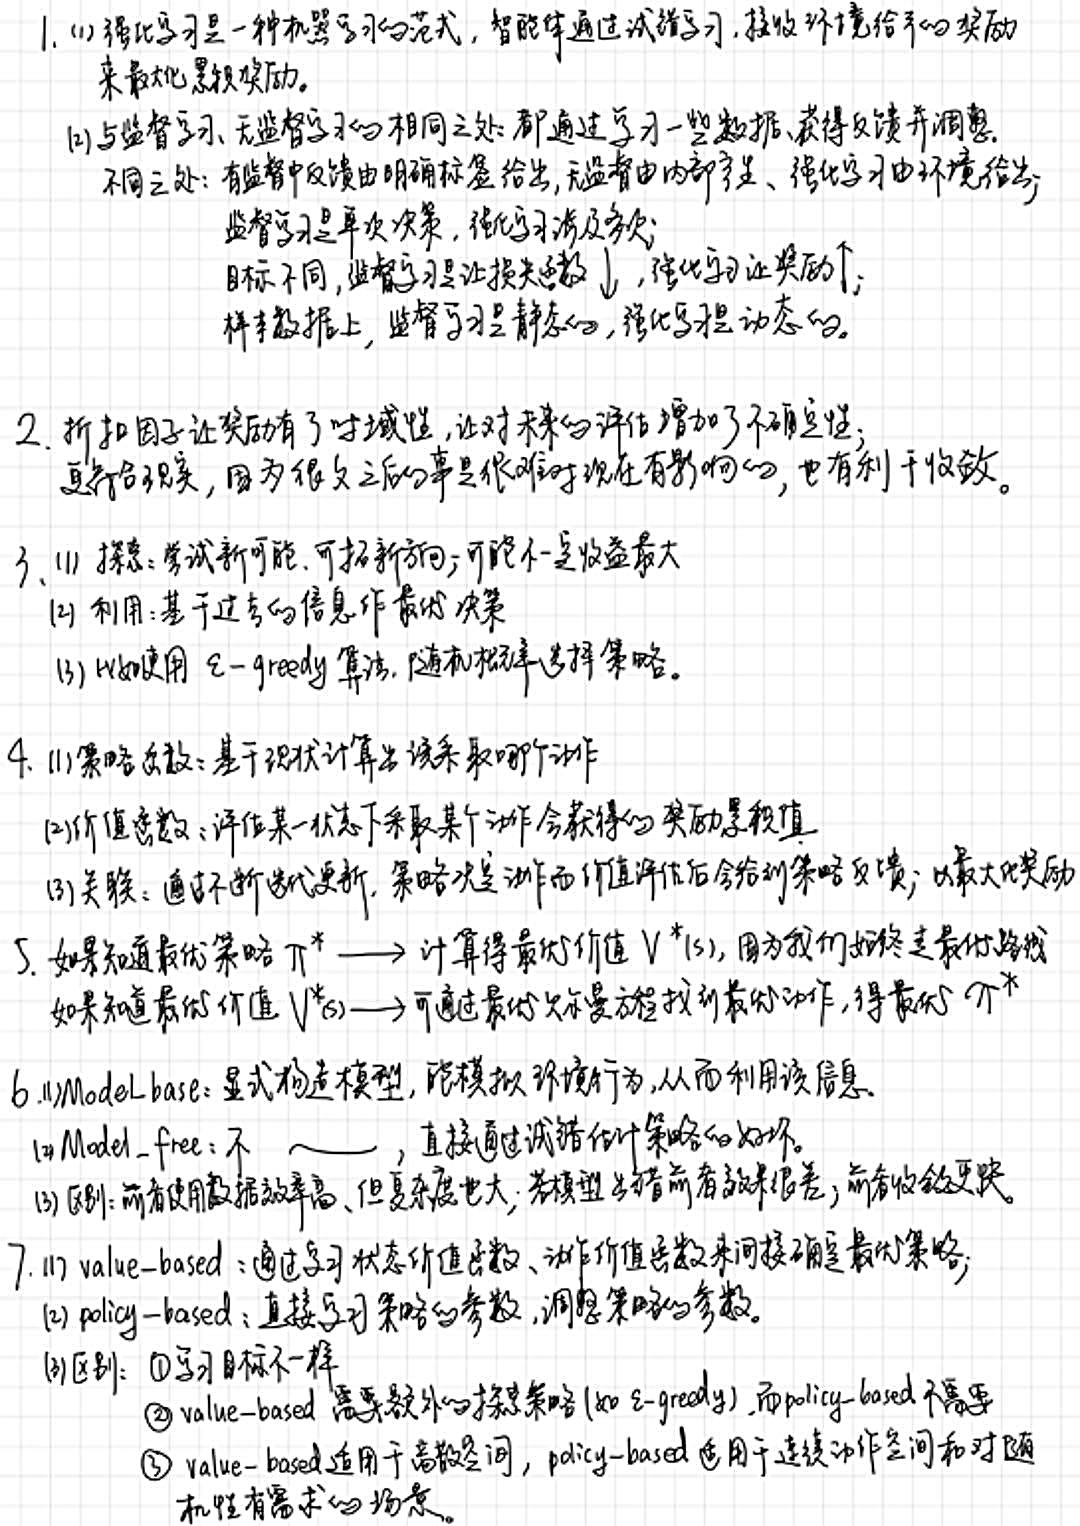 1. (1) 强化学习是一种机器学习的范式，智能体通过试错学习，接收环境给予的奖励
来最大化累积奖励。
(2) 与监督学习、无监督学习的相同之处：都通过学习一些数据、获得反馈并调整。
不同之处：有监督中反馈由明确标签给出，无监督由内部产生、强化学习由环境给出；
监督学习是单次决策，强化学习涉及多次；
目标不同，监督学习是让损失函数↓，强化学习让奖励↑；
样本数据上，监督学习是静态的，强化学习是动态的。
2. 折扣因子让奖励有了时域性，让对未来的评估增加了不确定性；
更符合现实，因为很久之后的事是很难对现在有影响的，也有利于收敛。
3. (1) 探索：尝试新可能、可拓新方向；可能不一定收益最大
(2) 利用：基于过去的信息作最优决策
(3) 比如使用 ε-greedy 算法，随机概率选择策略。
4. (1) 策略函数：基于现状计算出该采取哪个动作
(2) 价值函数：评估某一状态下采取某个动作会获得的奖励累积值
(3) 关联：通过不断迭代更新，策略决定动作而价值评估后会给到策略反馈；以最大化奖励
5. 如果知道最优策略 π* → 计算得最优价值 V*(s)，因为我们始终走最优路线
如果知道最优价值 V*(s) → 可通过最优贝尔曼方程找到最优动作，得最优 π*
6. (1) Model_base：显式构造模型，能模拟环境行为，从而利用该信息。
(2) Model_free：不 ～，直接通过试错估计策略的好坏。
(3) 区别：前者使用数据效率高、但复杂度也大；若模型出错前者效果很差；前者收敛更快。
7. (1) value-based：通过学习状态价值函数、动作价值函数来间接确定最优策略；
(2) policy-based：直接学习策略的参数，调整策略的参数。
(3) 区别：① 学习目标不一样
② value-based 需要额外的探索策略（如 ε-greedy），而policy-based 不需要
③ value-based 适用于离散空间，policy-based 适用于连续动作空间和对随
机性有需求的场景。